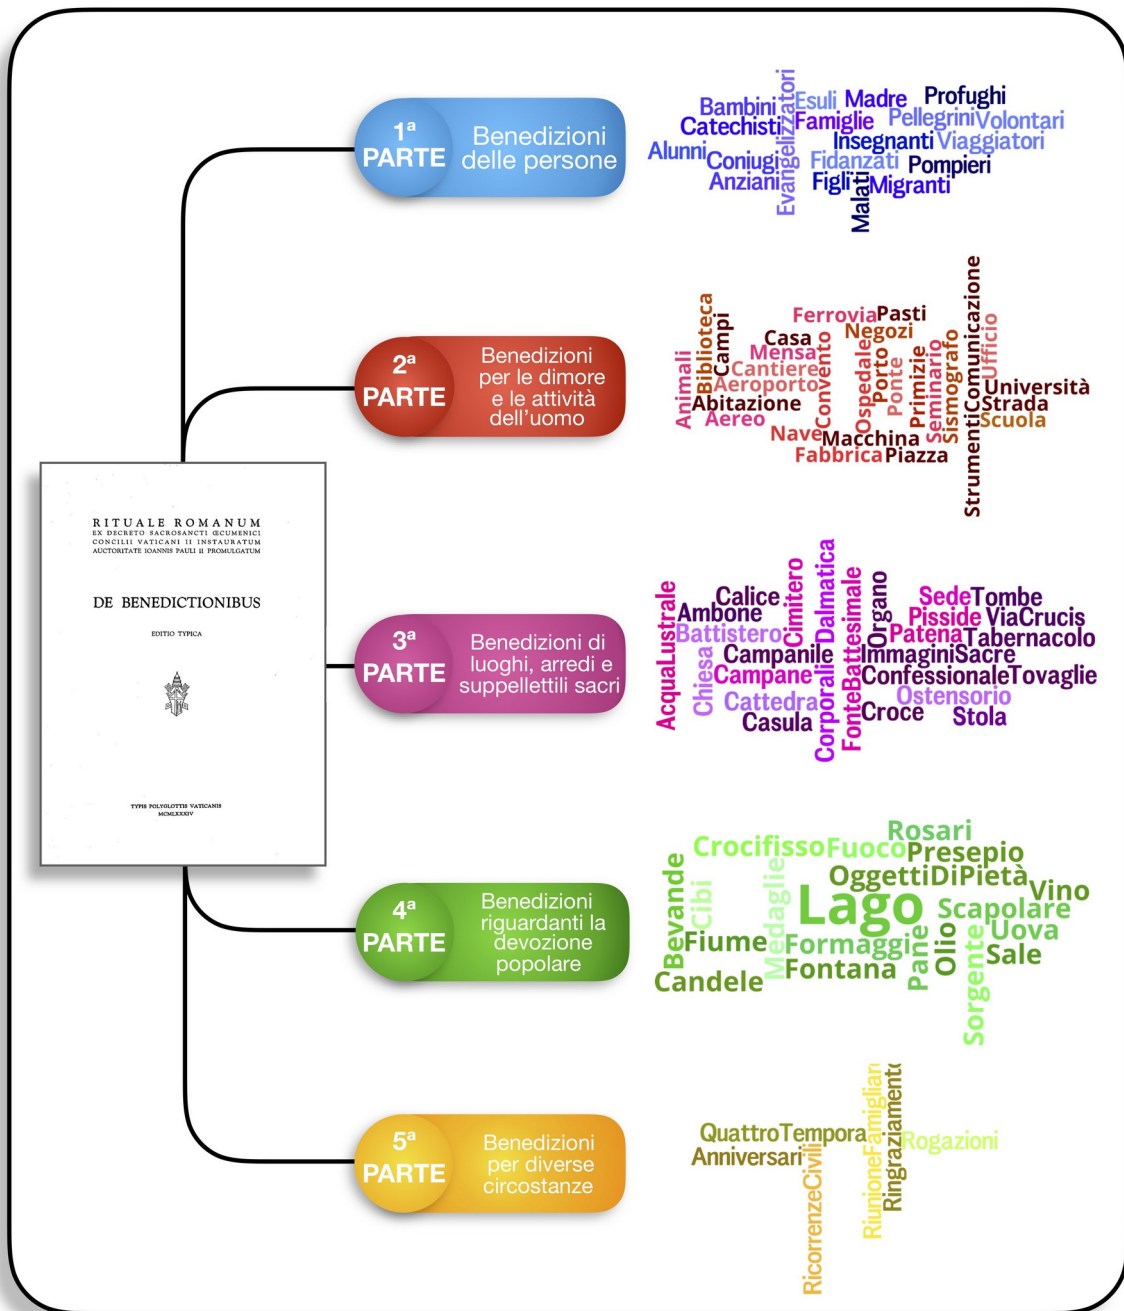 1ª
PARTE
Benedizioni
delle persone
Bambini
Evangelizzatori
Esuli
Madre
Profughi
Catechisti
Famiglie
Pellegrini
Volontari
Alunni
Coniugi
Insegnanti
Viaggiatori
Fidanzati
Pompieri
Anziani
Figli
Malati
Migranti
2ª
PARTE
Benedizioni
per le dimore
e le attività
dell'uomo
Animali
Biblioteca
Campi
Ferrovia
Pasti
Casa
Negozi
Mensa
Cantiere
Aeroporto
Convento
Ospedale
Porto
Ponte
Primizie
Seminario
Sismografo
StrumentiComunicazione
Ufficio
Università
Abitazione
Strada
Aereo
Scuola
Nave
Macchina
Fabbrica
Piazza
RITUALE ROMANUM
EX DECRETO SACROSANCTI ŒCUMENICI
CONCILII VATICANI II INSTAURATUM
AUCTORITATE IOANNIS PAULI II PROMULGATUM
DE BENEDICTIONIBUS
EDITIO TYPICA
TYPIS POLYGLOTTIS VATICANIS
MCMLXXXIV
3ª
PARTE
Benedizioni di
luoghi, arredi e
suppellettili sacri
AcquaLustrale
Calice
Cimitero
Dalmatica
FonteBattesimale
Organo
Sede
Tombe
Ambone
Pisside
ViaCrucis
Battistero
Patena
Tabernacolo
Chiesa
Campanile
ImmaginiSacre
Campane
Corporali
Confessionale
Tovaglie
Cattedra
Ostensorio
Casula
Croce
Stola
4ª
PARTE
Benedizioni
riguardanti la
devozione
popolare
Rosari
Crocifisso
Fuoco
Presepio
Bevande
Cibi
Medaglie
OggettiDiPietà
Vino
Lago
Scapolare
Fiume
Formaggi
Pane
Olio
Sorgente
Uova
Sale
Candele
Fontana
5ª
PARTE
Benedizioni
per diverse
circostanze
QuattroTempora
RiunioneFamigliari
Ringraziamento
Rogazioni
Anniversari
RicorrenzeCivili